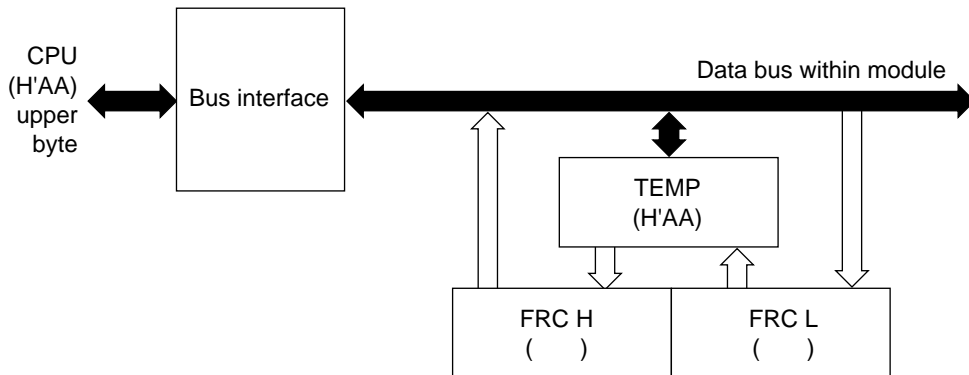 CPU
(H'AA)
upper
byte
Bus interface
Data bus within module
TEMP
(H'AA)
FRC H
(      )
FRC L
(      )